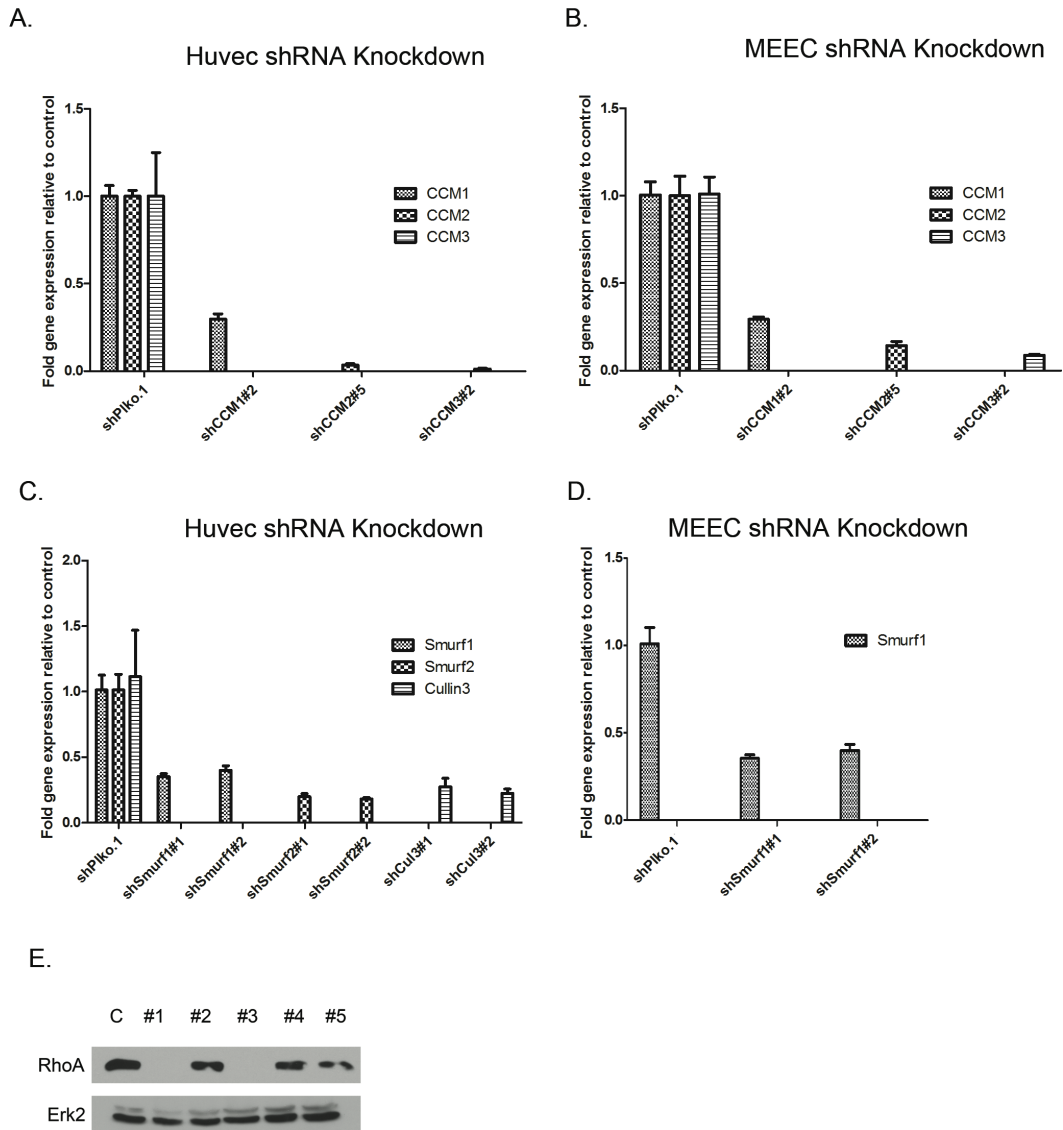 A.
Huvec shRNA Knockdown
Fold gene expression relative to control
1.5
1.0
0.5
0.0
CCM1
CCM2
CCM3
shPlko.1
shCCM1#2
shCCM2#5
shCCM3#2
B.
MEEC shRNA Knockdown
Fold gene expression relative to control
1.5
1.0
0.5
0.0
CCM1
CCM2
CCM3
shPlko.1
shCCM1#2
shCCM2#5
shCCM3#2
C.
Huvec shRNA Knockdown
Fold gene expression relative to control
2.0
1.5
1.0
0.5
0.0
Smurf1
Smurf2
Cullin3
shPlko.1
shSmurf1#1
shSmurf1#2
shSmurf2#1
shSmurf2#2
shCul3#1
shCul3#2
D.
MEEC shRNA Knockdown
Fold gene expression relative to control
1.5
1.0
0.5
0.0
Smurf1
shPlko.1
shSmurf1#1
shSmurf1#2
E.
C #1 #2 #3 #4 #5
RhoA
Erk2